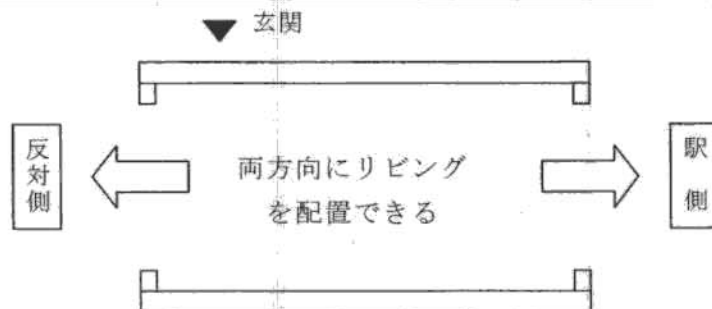 玄関
反対側
両方向にリビング
を配置できる
駅側